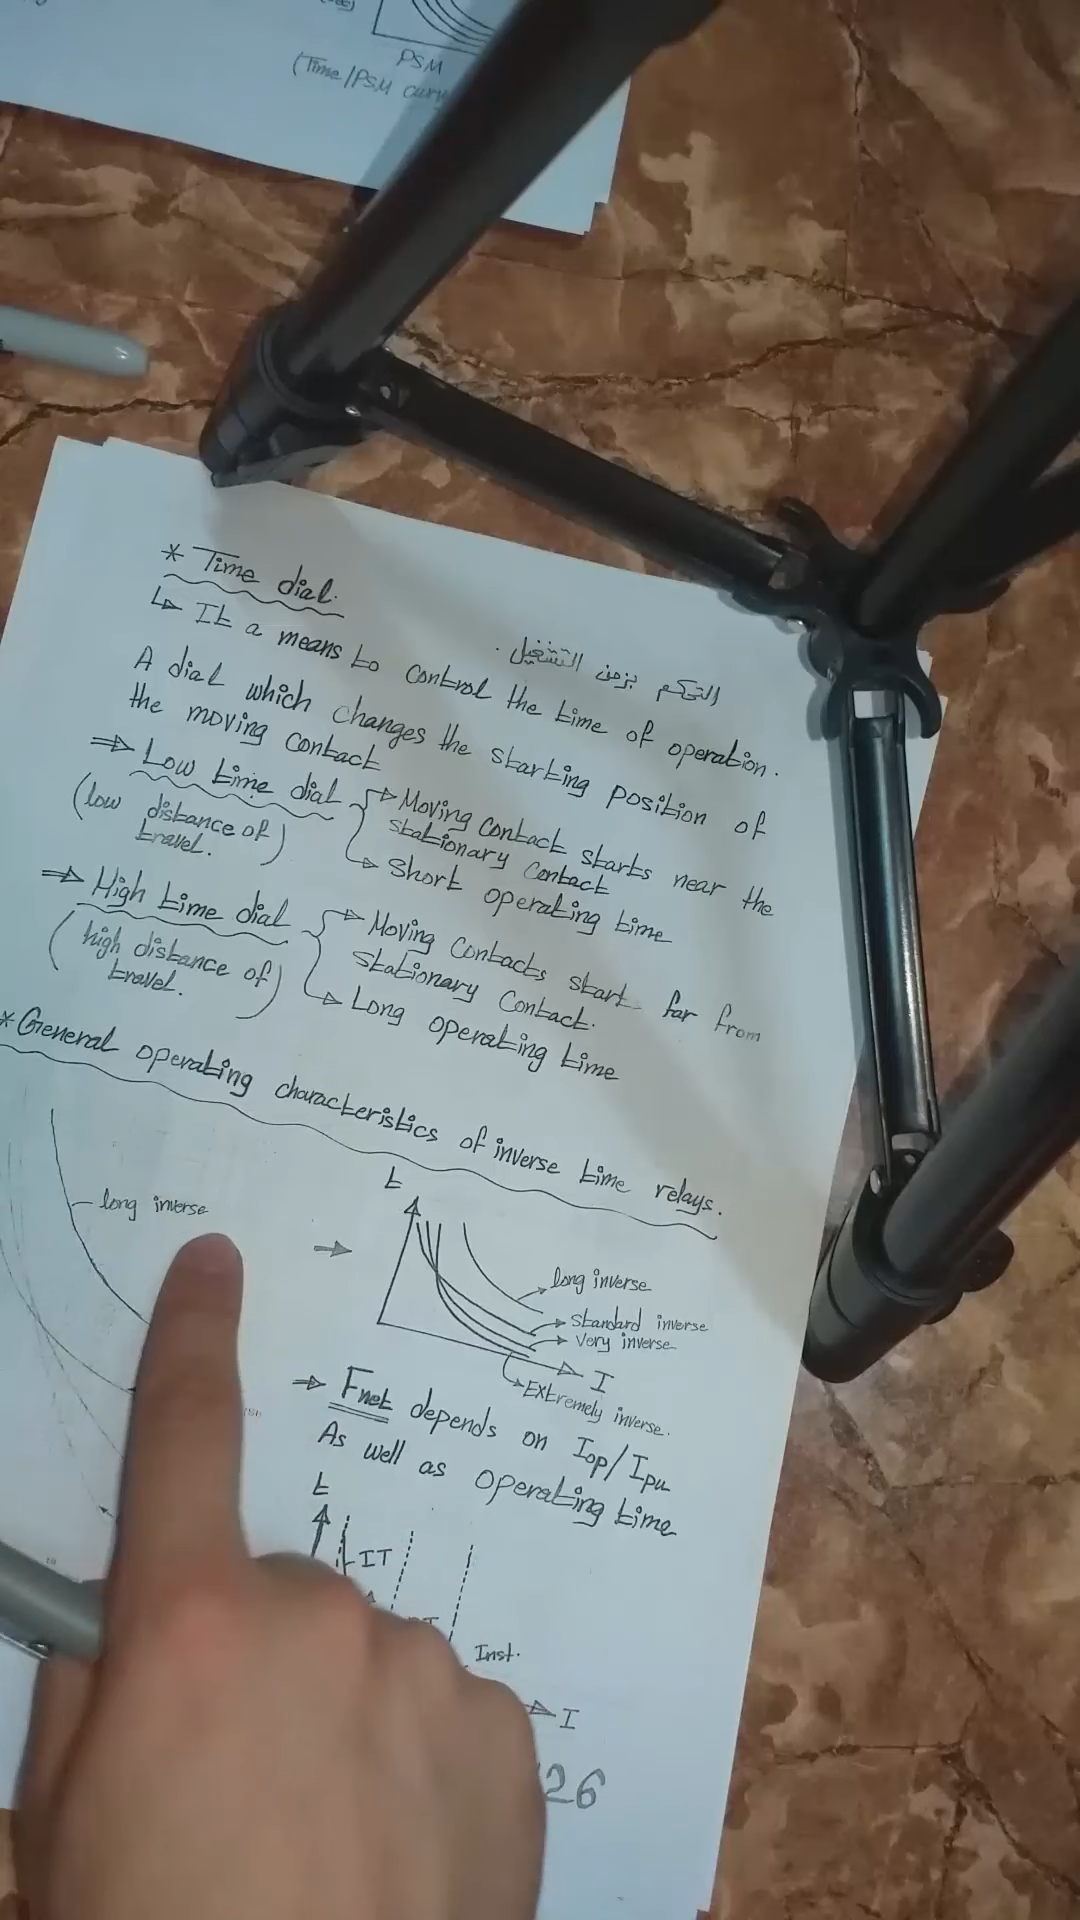 PSM
(Time/PSM curv
* Time dial.
↳ It a means to control the time of operation.
التحكم بزمن التشغيل.
A dial which changes the starting position of
the moving contact
⇒ Low time dial
(low distance of
travel.)
→ Moving contact starts near the
stationary contact
→ Short operating time
⇒ High time dial
(high distance of
travel.)
→ Moving contacts start far from
stationary contact.
→ Long operating time
* General operating characteristics of inverse time relays.
long inverse
→
t
long inverse
Standard inverse
Very inverse
I
Extremely inverse.
⇒ Fnet depends on Iop/Ipu
As well as operating time
t
IT
Inst.
I
26